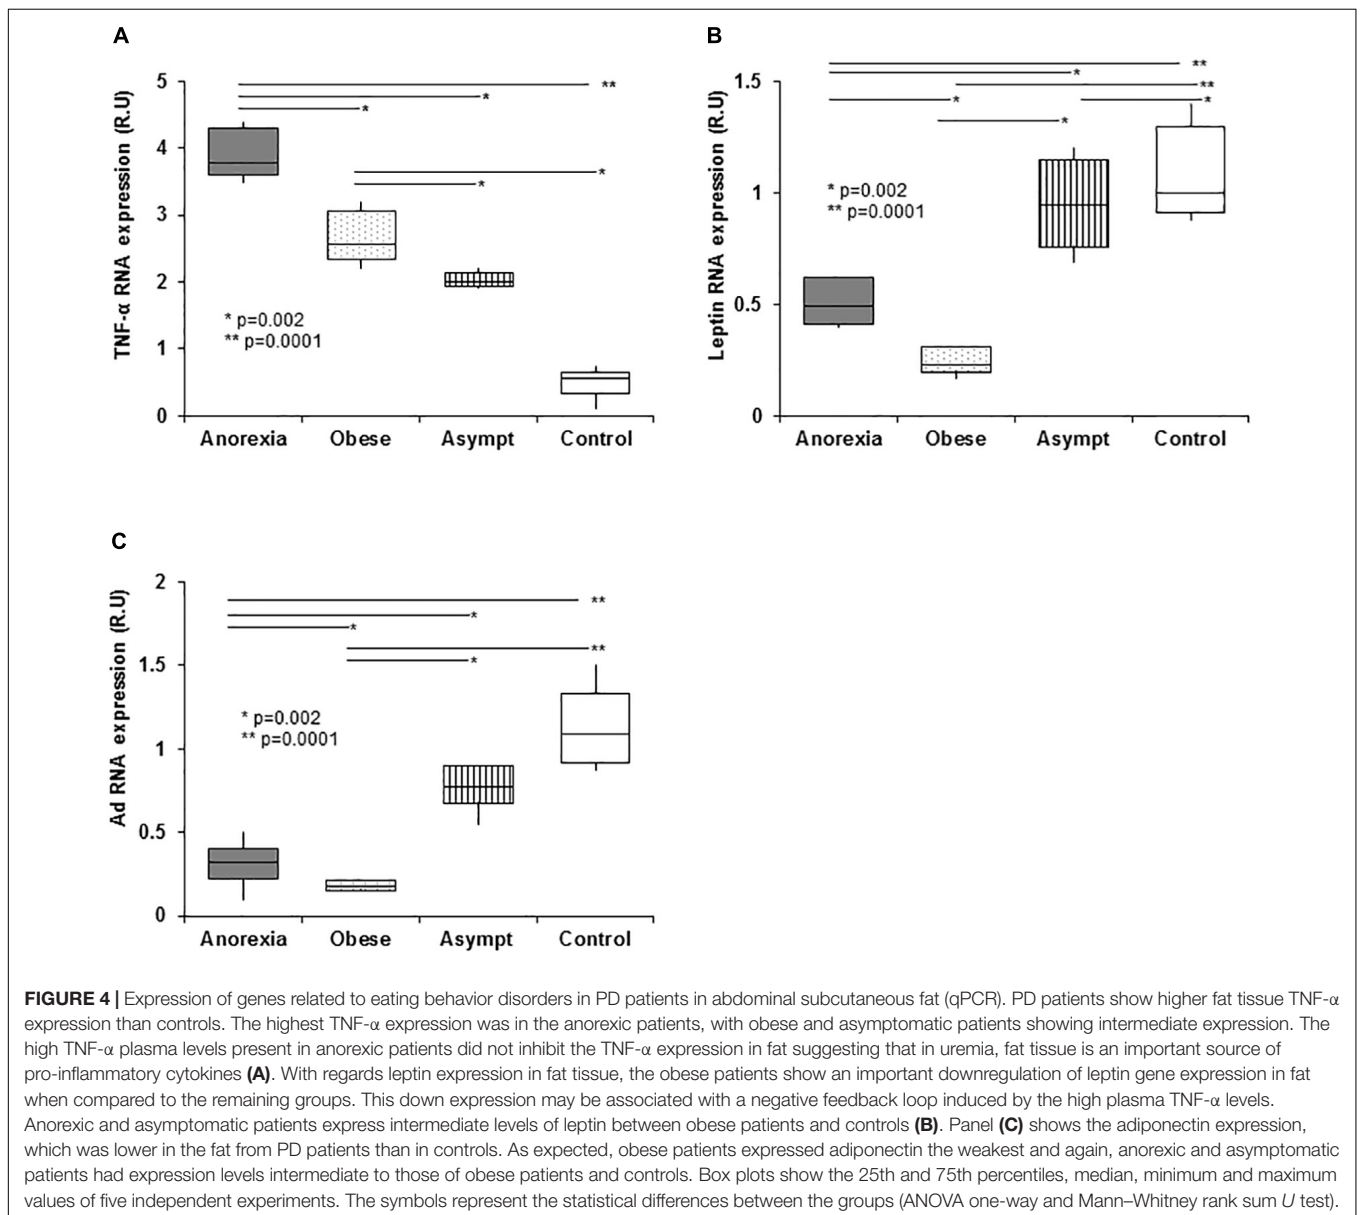 A
5
4
3
2
1
0
TNF-α RNA expression (R.U)
**
*
*
*
*
* p=0.002
** p=0.0001
Anorexia Obese Asympt Control
B
1.5
1
0.5
0
Leptin RNA expression (R.U)
**
*
**
*
*
*
* p=0.002
** p=0.0001
Anorexia Obese Asympt Control
C
2
1.5
1
0.5
0
Ad RNA expression (R.U)
**
*
*
**
*
* p=0.002
** p=0.0001
Anorexia Obese Asympt Control
FIGURE 4 | Expression of genes related to eating behavior disorders in PD patients in abdominal subcutaneous fat (qPCR). PD patients show higher fat tissue TNF-α
expression than controls. The highest TNF-α expression was in the anorexic patients, with obese and asymptomatic patients showing intermediate expression. The
high TNF-α plasma levels present in anorexic patients did not inhibit the TNF-α expression in fat suggesting that in uremia, fat tissue is an important source of
pro-inflammatory cytokines (A). With regards leptin expression in fat tissue, the obese patients show an important downregulation of leptin gene expression in fat
when compared to the remaining groups. This down expression may be associated with a negative feedback loop induced by the high plasma TNF-α levels.
Anorexic and asymptomatic patients express intermediate levels of leptin between obese patients and controls (B). Panel (C) shows the adiponectin expression,
which was lower in the fat from PD patients than in controls. As expected, obese patients expressed adiponectin the weakest and again, anorexic and asymptomatic
patients had expression levels intermediate to those of obese patients and controls. Box plots show the 25th and 75th percentiles, median, minimum and maximum
values of five independent experiments. The symbols represent the statistical differences between the groups (ANOVA one-way and Mann–Whitney rank sum U test).